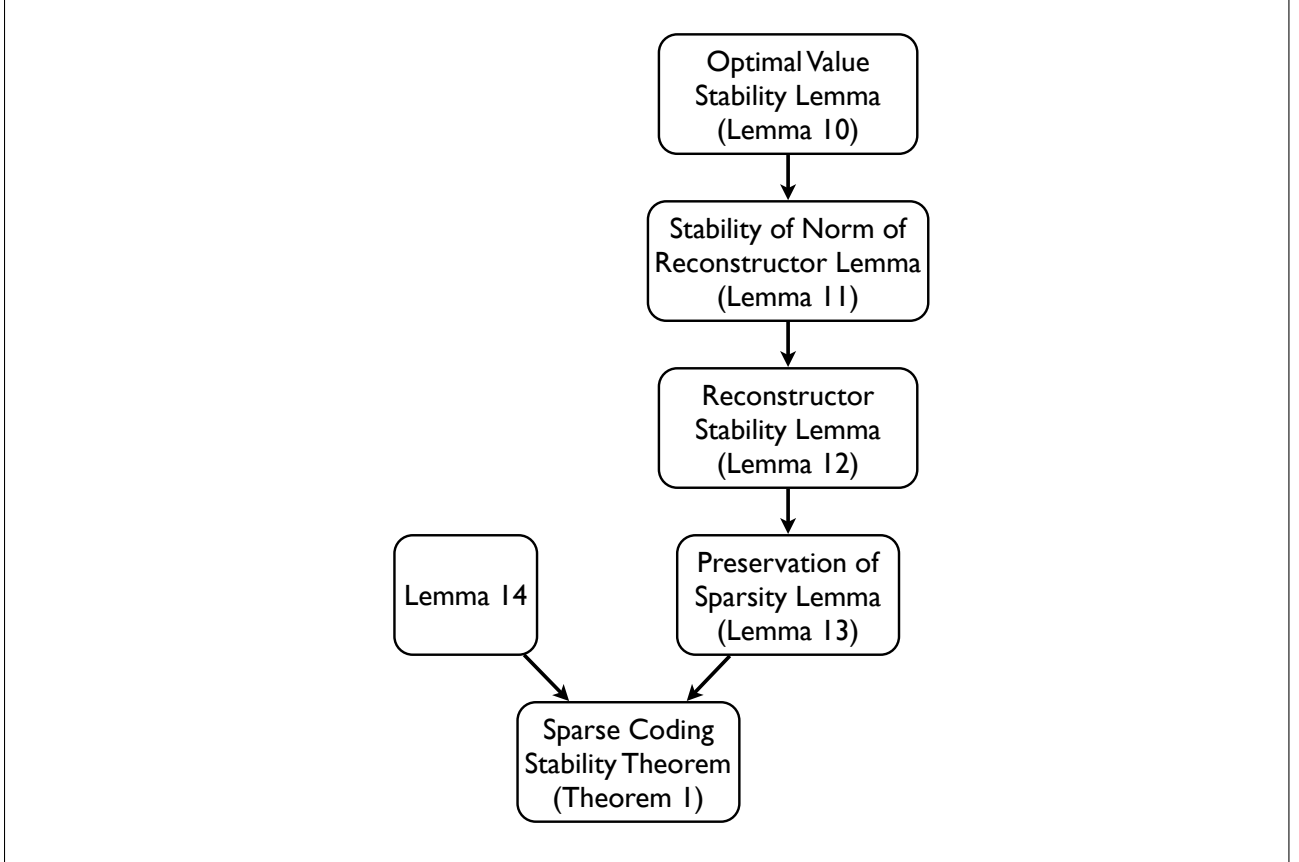 Optimal Value
Stability Lemma
(Lemma 10)
Stability of Norm of
Reconstructor Lemma
(Lemma 11)
Reconstructor
Stability Lemma
(Lemma 12)
Lemma 14
Preservation of
Sparsity Lemma
(Lemma 13)
Sparse Coding
Stability Theorem
(Theorem 1)